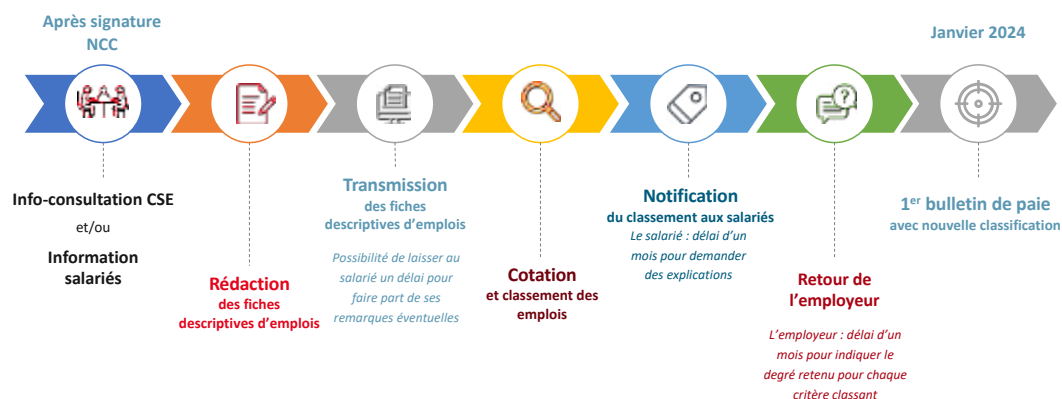 Après signature
NCC
Janvier 2024
Info-consultation CSE
et/ou
Information
salariés
Rédaction
des fiches
descriptives d’emplois
Transmission
des fiches
descriptives d’emplois
Possibilité de laisser au
salarié un délai pour
faire part de ses
remarques éventuelles
Cotation
et classement des
emplois
Notification
du classement aux salariés
Le salarié : délai d’un
mois pour demander
des explications
Retour de
l’employeur
L’employeur : délai d’un
mois pour indiquer le
degré retenu pour chaque
critère classant
1er bulletin de paie
avec nouvelle classification